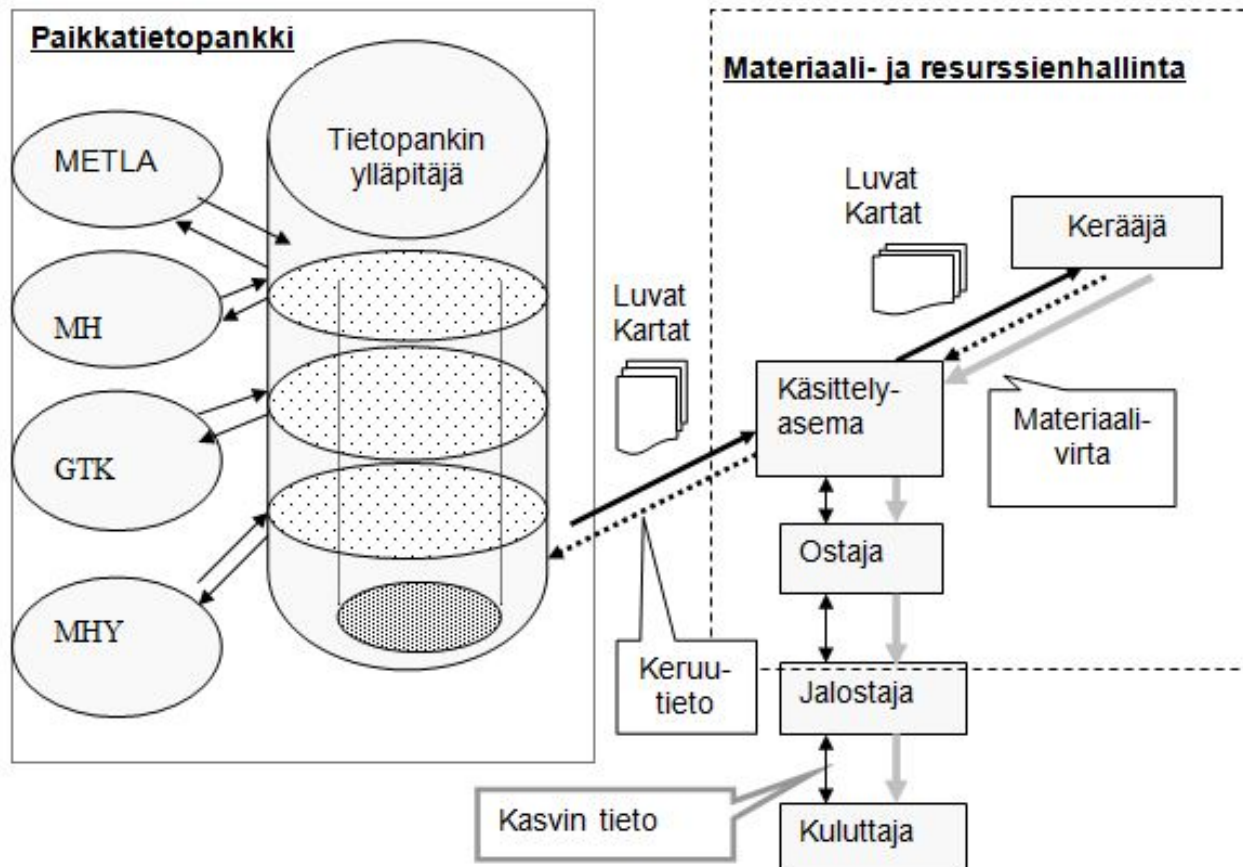 Paikkatietopankki
METLA
MH
GTK
MHY
Tietopankin
ylläpitäjä
Luvat
Kartat
Keruu-
tieto
Materiaali- ja resurssienhallinta
Luvat
Kartat
Kerääjä
Käsittely-
asema
Materiaali-
virta
Ostaja
Jalostaja
Kasvin tieto
Kuluttaja